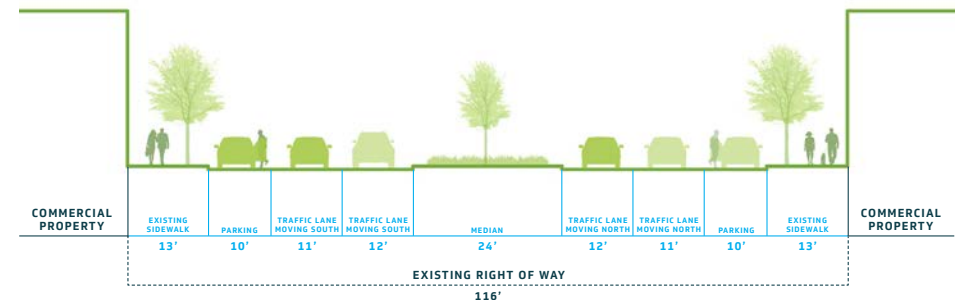 COMMERCIAL
PROPERTY
EXISTING
SIDEWALK
13'
PARKING
10'
TRAFFIC LANE
MOVING SOUTH
11'
TRAFFIC LANE
MOVING SOUTH
12'
MEDIAN
24'
TRAFFIC LANE
MOVING NORTH
12'
TRAFFIC LANE
MOVING NORTH
11'
PARKING
10'
EXISTING
SIDEWALK
13'
COMMERCIAL
PROPERTY
EXISTING RIGHT OF WAY
116'